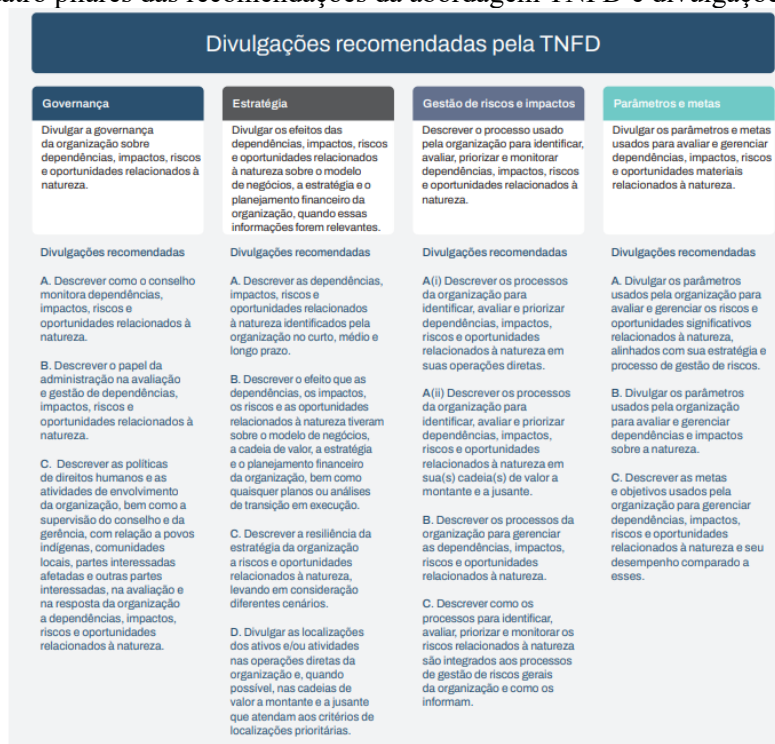 atro pilares das recomendações da abordagem TNFD e divulgaçõe
Divulgações recomendadas pela TNFD
Governança
Divulgar a governança
da organização sobre
dependências, impactos, riscos
e oportunidades relacionados à
natureza.
Divulgações recomendadas
A. Descrever como o conselho
monitora dependências,
impactos, riscos e
oportunidades relacionados à
natureza.
B. Descrever o papel da
administração na avaliação
e gestão de dependências,
impactos, riscos e
oportunidades relacionados à
natureza.
C. Descrever as políticas
de direitos humanos e as
atividades de envolvimento
da organização, bem como a
supervisão do conselho e da
gerência, com relação a povos
indígenas, comunidades
locais, partes interessadas
afetadas e outras partes
interessadas, na avaliação e
na resposta da organização
a dependências, impactos,
riscos e oportunidades
relacionados à natureza.
Estratégia
Divulgar os efeitos das
dependências, impactos, riscos
e oportunidades relacionados
à natureza sobre o modelo
de negócios, a estratégia e o
planejamento financeiro da
organização, quando essas
informações forem relevantes.
Divulgações recomendadas
A. Descrever as dependências,
impactos, riscos e
oportunidades relacionados
à natureza identificados pela
organização no curto, médio e
longo prazo.
B. Descrever o efeito que as
dependências, os impactos,
os riscos e as oportunidades
relacionados à natureza tiveram
sobre o modelo de negócios,
a cadeia de valor, a estratégia
e o planejamento financeiro
da organização, bem como
quaisquer planos ou análises
de transição em execução.
C. Descrever a resiliência da
estratégia da organização
a riscos e oportunidades
relacionados à natureza,
levando em consideração
diferentes cenários.
D. Divulgar as localizações
dos ativos e/ou atividades
nas operações diretas da
organização e, quando
possível, nas cadeias de
valor a montante e a jusante
que atendam aos critérios de
localizações prioritárias.
Gestão de riscos e impactos
Descrever o processo usado
pela organização para identificar,
avaliar, priorizar e monitorar
dependências, impactos, riscos
e oportunidades relacionados à
natureza.
Divulgações recomendadas
A(i) Descrever os processos
da organização para
identificar, avaliar e priorizar
dependências, impactos,
riscos e oportunidades
relacionados à natureza em
suas operações diretas.
A(ii) Descrever os processos
da organização para
identificar, avaliar e priorizar
dependências, impactos,
riscos e oportunidades
relacionados à natureza em
sua(s) cadeia(s) de valor a
montante e a jusante.
B. Descrever os processos da
organização para gerenciar
as dependências, impactos,
riscos e oportunidades
relacionados à natureza.
C. Descrever como os
processos para identificar,
avaliar, priorizar e monitorar os
riscos relacionados à natureza
são integrados aos processos
de gestão de riscos gerais
da organização e como os
informam.
Parâmetros e metas
Divulgar os parâmetros e metas
usados para avaliar e gerenciar
dependências, impactos, riscos
e oportunidades materiais
relacionados à natureza.
Divulgações recomendadas
A. Divulgar os parâmetros
usados pela organização para
avaliar e gerenciar os riscos e
oportunidades significativos
relacionados à natureza,
alinhados com sua estratégia e
processo de gestão de riscos.
B. Divulgar os parâmetros
usados pela organização
para avaliar e gerenciar
dependências e impactos
sobre a natureza.
C. Descrever as metas
e objetivos usados pela
organização para gerenciar
dependências, impactos,
riscos e oportunidades
relacionados à natureza e seu
desempenho comparado a
esses.